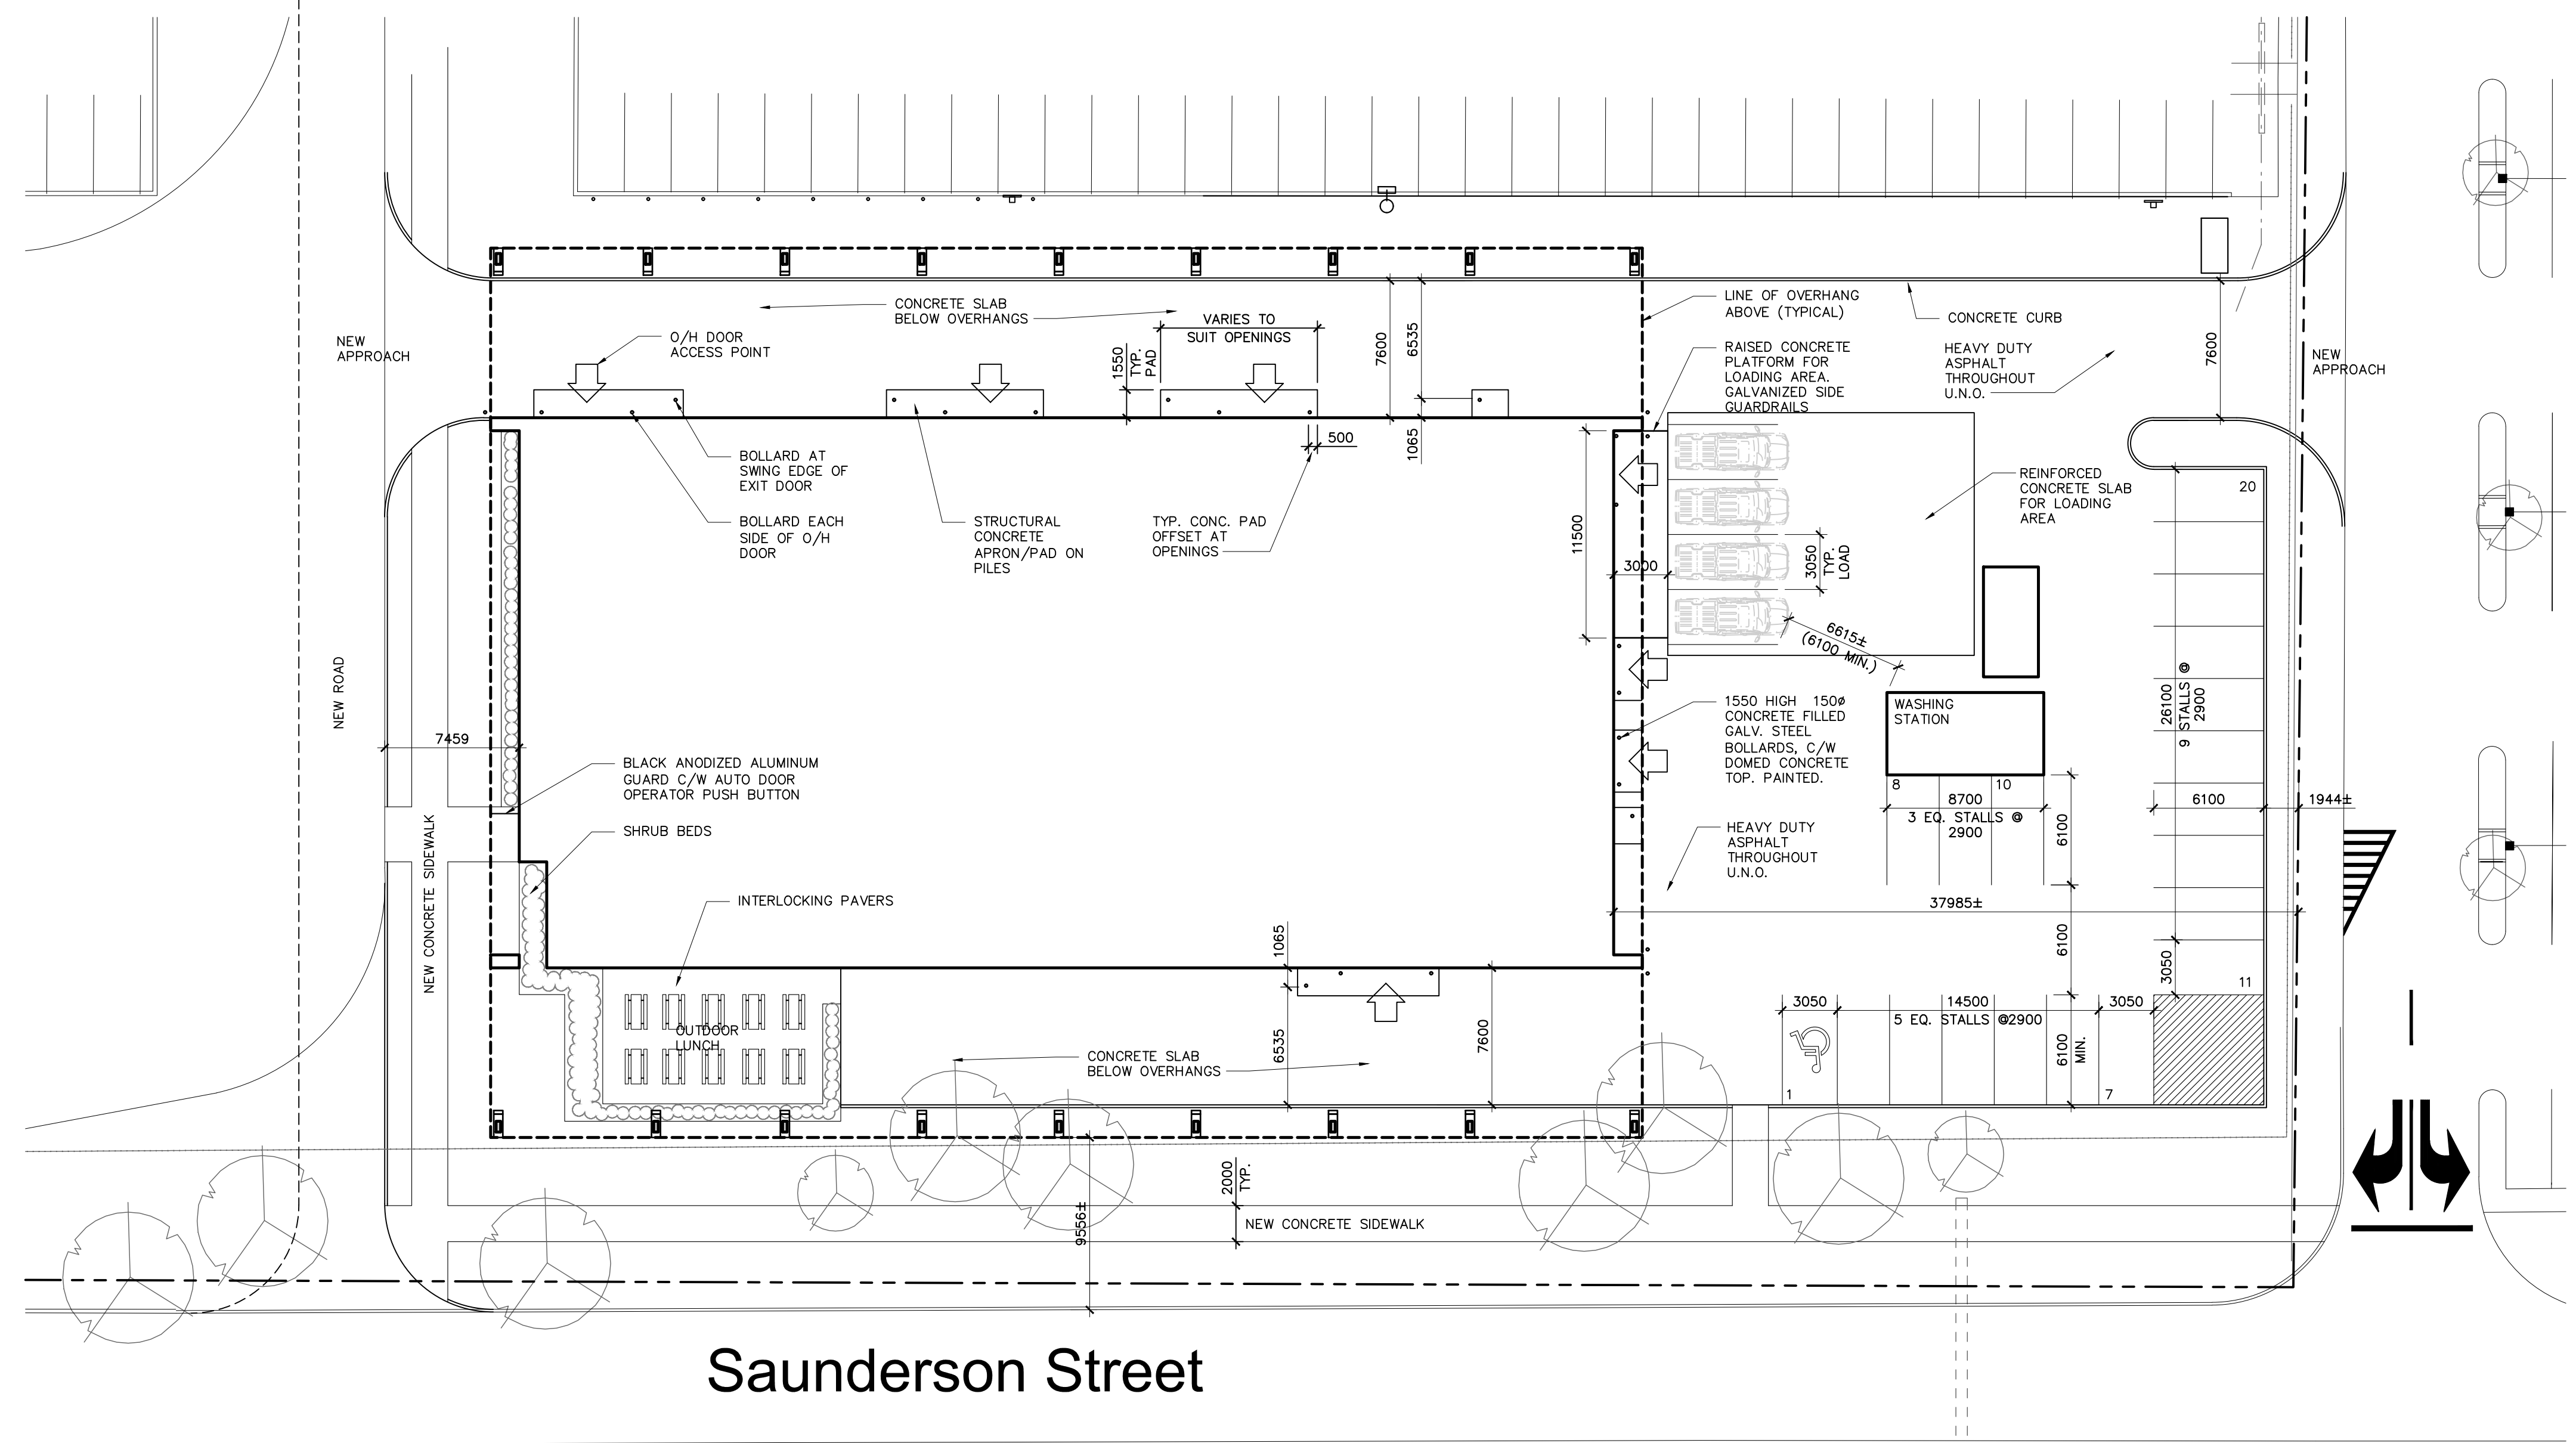 CONCRETE SLAB
BELOW OVERHANGS
VARIES TO
SUIT OPENINGS
O/H DOOR
ACCESS POINT
NEW
APPROACH
1550
TYP.
PAD
7600
6535
1065
LINE OF OVERHANG
ABOVE (TYPICAL)
CONCRETE CURB
RAISED CONCRETE
PLATFORM FOR
LOADING AREA.
GALVANIZED SIDE
GUARDRAILS
HEAVY DUTY
ASPHALT
THROUGHOUT
U.N.O.
7600
NEW
APPROACH
500
BOLLARD AT
SWING EDGE OF
EXIT DOOR
BOLLARD EACH
SIDE OF O/H
DOOR
STRUCTURAL
CONCRETE
APRON/PAD ON
PILES
TYP. CONC. PAD
OFFSET AT
OPENINGS
11500
3000
3050
TYP.
LOAD
REINFORCED
CONCRETE SLAB
FOR LOADING
AREA
20
6615±
(6100 MIN.)
NEW ROAD
7459
1550 HIGH 150ø
CONCRETE FILLED
GALV. STEEL
BOLLARDS, C/W
DOMED CONCRETE
TOP. PAINTED.
WASHING
STATION
26100
9 STALLS @
2900
BLACK ANODIZED ALUMINUM
GUARD C/W AUTO DOOR
OPERATOR PUSH BUTTON
8
10
8700
3 EQ. STALLS @
2900
6100
6100
1944±
SHRUB BEDS
HEAVY DUTY
ASPHALT
THROUGHOUT
U.N.O.
NEW CONCRETE SIDEWALK
INTERLOCKING PAVERS
37985±
1065
6100
3050
11
OUTDOOR
LUNCH
6535
7600
CONCRETE SLAB
BELOW OVERHANGS
3050
14500
5 EQ. STALLS @2900
3050
6100
MIN.
1
7
2000
TYP.
9556±
NEW CONCRETE SIDEWALK
Saunderson Street